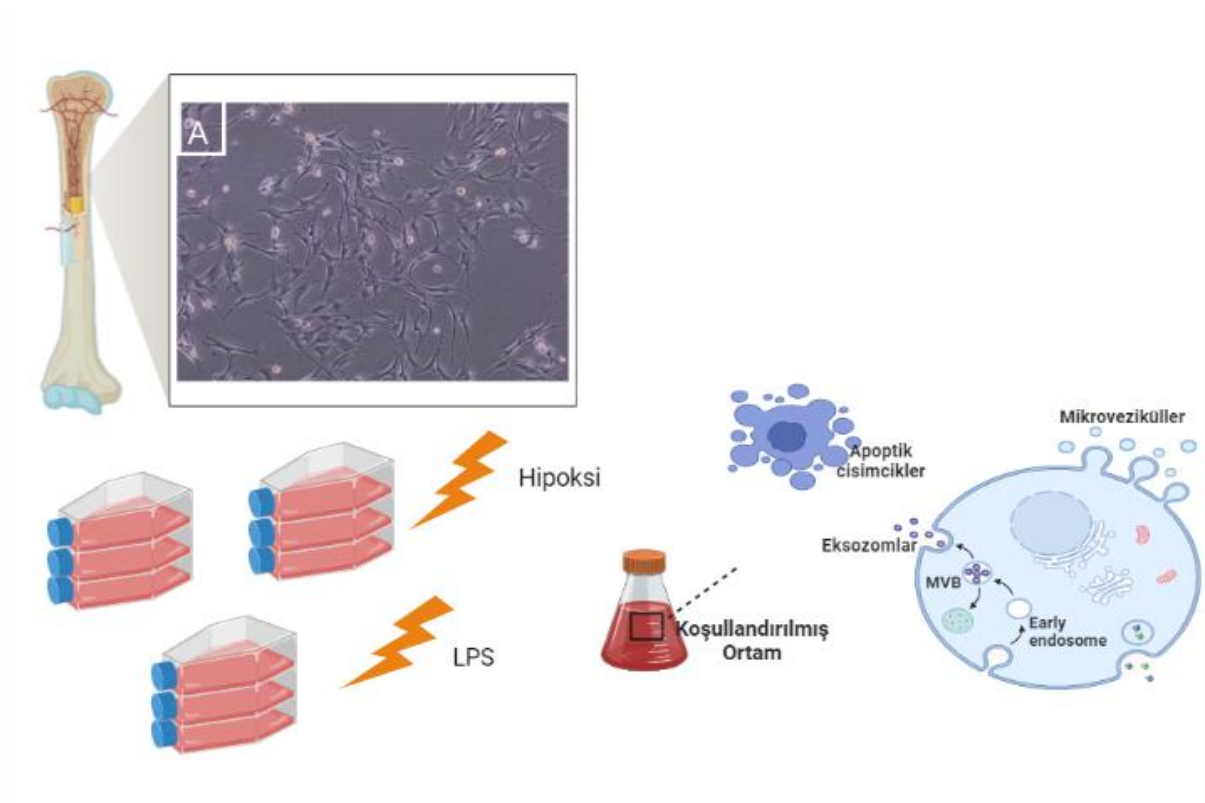 A
Hipoksi
LPS
Koşullandırılmış
Ortam
Apoptik
cisimcikler
Mikroveziküller
Eksozomlar
MVB
Early
endosome